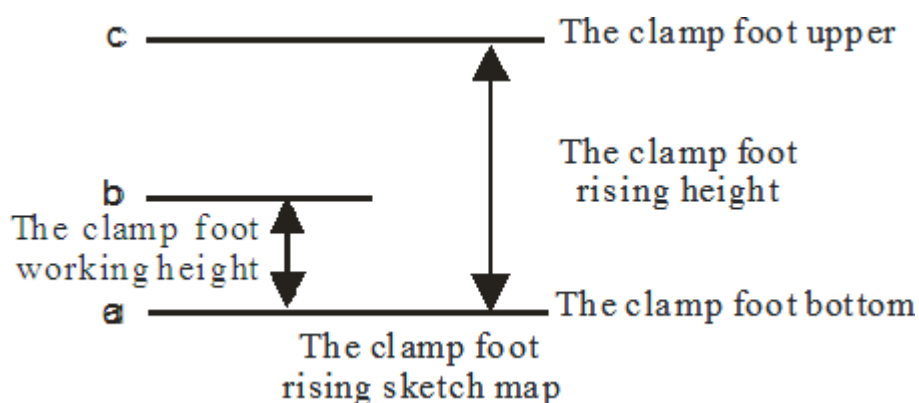 c
The clamp foot upper
The clamp foot
rising height
b
The clamp foot
working height
a
The clamp foot bottom
The clamp foot
rising sketch map